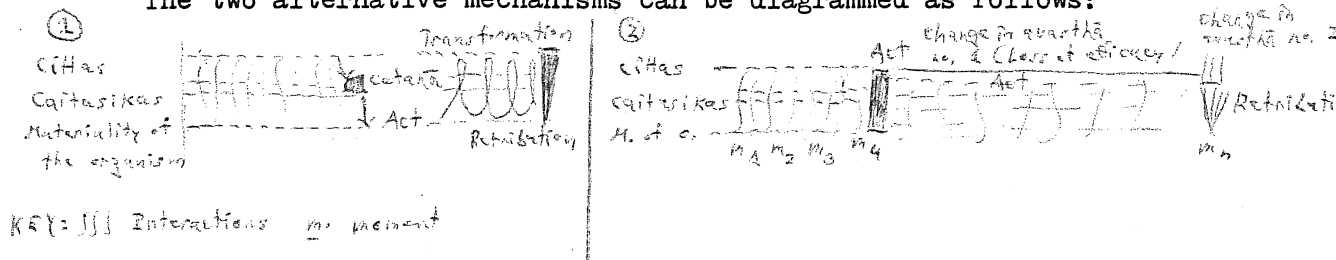 The two alternative mechanisms can be diagrammed as follows:
①
Transformation
Cittas
cetanā
Caitasikas
Act
Materiality of
the organism
Retribution
②
Act
change in avasthā
no. 1 (loss of efficacy)
change in
avasthā no. 2
Cittas
Act
Caitasikas
Retributi
M. of o.
m1 m2 m3 m4
mn
KEY: ∫∫∫ Interactions m. moment